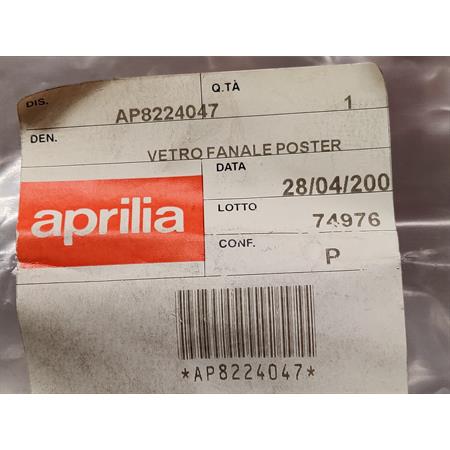 DIS. AP8224047 Q.TÀ 1
DEN. VETRO FANALE POSTER
aprilia
DATA 28/04/200
LOTTO 74976
CONF. P
*AP8224047*